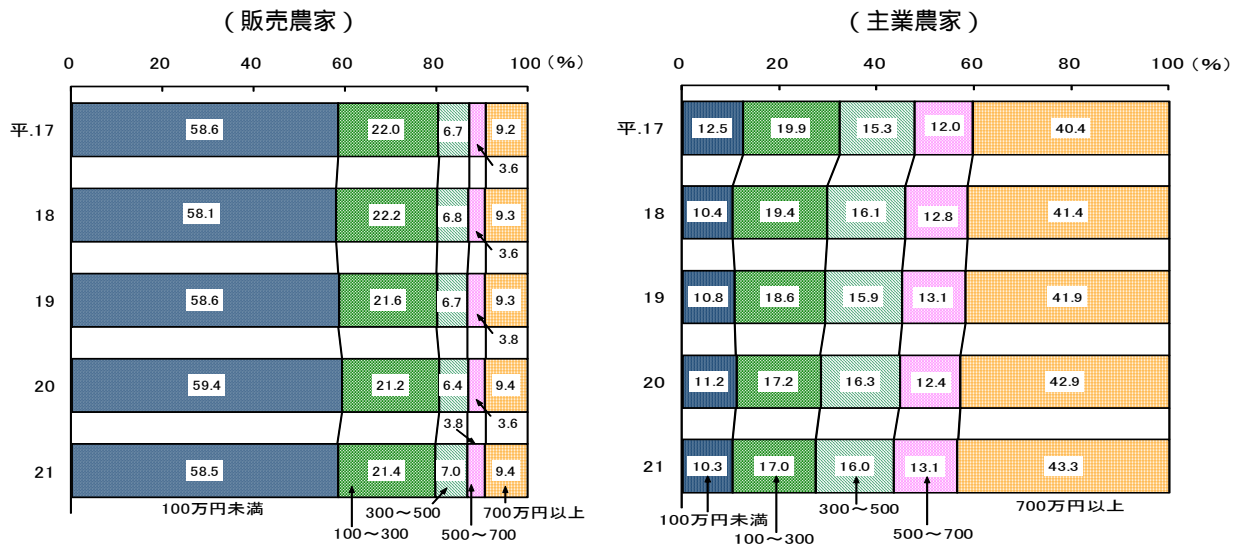 （販売農家）
0 20 40 60 80 100（%）
平.17 58.6 22.0 6.7 9.2
3.6
18 58.1 22.2 6.8 9.3
3.6
19 58.6 21.6 6.7 9.3
3.8
20 59.4 21.2 6.4 9.4
3.8 3.6
21 58.5 21.4 7.0 9.4
100万円未満 300～500 700万円以上
100～300 500～700
（主業農家）
0 20 40 60 80 100（%）
平.17 12.5 19.9 15.3 12.0 40.4
18 10.4 19.4 16.1 12.8 41.4
19 10.8 18.6 15.9 13.1 41.9
20 11.2 17.2 16.3 12.4 42.9
21 10.3 17.0 16.0 13.1 43.3
100万円未満 300～500 700万円以上
100～300 500～700